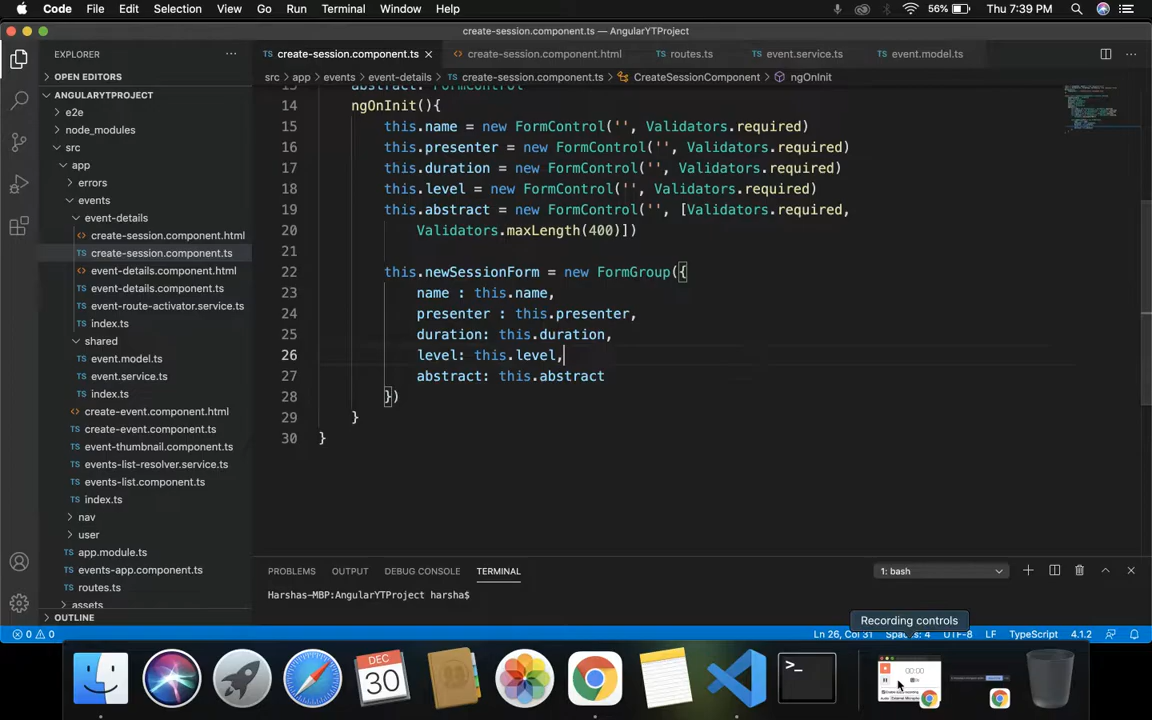 Code File Edit Selection View Go Run Terminal Window Help 56% Thu 7:39 PM
create-session.component.ts — AngularYTProject
EXPLORER
create-session.component.ts create-session.component.html routes.ts event.service.ts event.model.ts
src > app > events > event-details > create-session.component.ts > CreateSessionComponent > ngOnInit
OPEN EDITORS
ANGULARYTPROJECT
e2e
node_modules
src
app
errors
events
event-details
create-session.component.html
create-session.component.ts
event-details.component.html
event-details.component.ts
event-route-activator.service.ts
index.ts
shared
event.model.ts
event.service.ts
index.ts
create-event.component.html
create-event.component.ts
event-thumbnail.component.ts
events-list-resolver.service.ts
events-list.component.ts
index.ts
nav
user
app.module.ts
events-app.component.ts
routes.ts
assets
OUTLINE
13 abstract: FormControl
14 ngOnInit(){
15 this.name = new FormControl('', Validators.required)
16 this.presenter = new FormControl('', Validators.required)
17 this.duration = new FormControl('', Validators.required)
18 this.level = new FormControl('', Validators.required)
19 this.abstract = new FormControl('', [Validators.required,
20 Validators.maxLength(400)])
21
22 this.newSessionForm = new FormGroup({
23 name : this.name,
24 presenter : this.presenter,
25 duration: this.duration,
26 level: this.level,
27 abstract: this.abstract
28 })
29 }
30 }
PROBLEMS OUTPUT DEBUG CONSOLE TERMINAL 1: bash
Harshas-MBP:AngularYTProject harsha$
Recording controls
0 0 Ln 26, Col 31 Spaces: 4 UTF-8 LF TypeScript 4.1.2
DEC
30
00:00